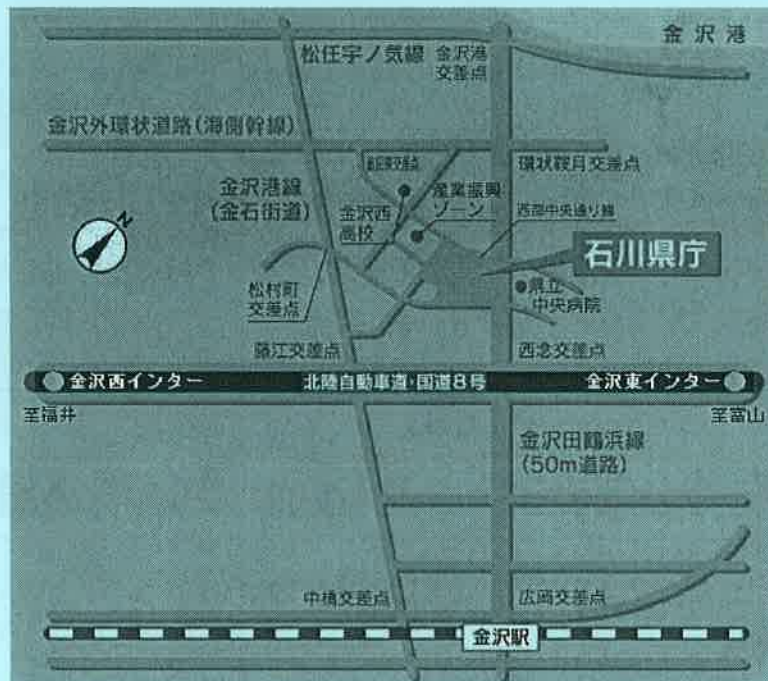 金沢港
松任宇ノ気線
金沢港
交差点
金沢外環状道路(海側幹線)
環状観月交差点
金沢港線
(金石街道)
金沢西
高校
産業振興
ゾーン
西部中央通り線
石川県庁
N
松村町
交差点
県立
中央病院
藤江交差点
西念交差点
金沢西インター
北陸自動車道・国道8号
金沢東インター
至福井
至富山
金沢田鶴浜線
(50m道路)
中橋交差点
広岡交差点
金沢駅